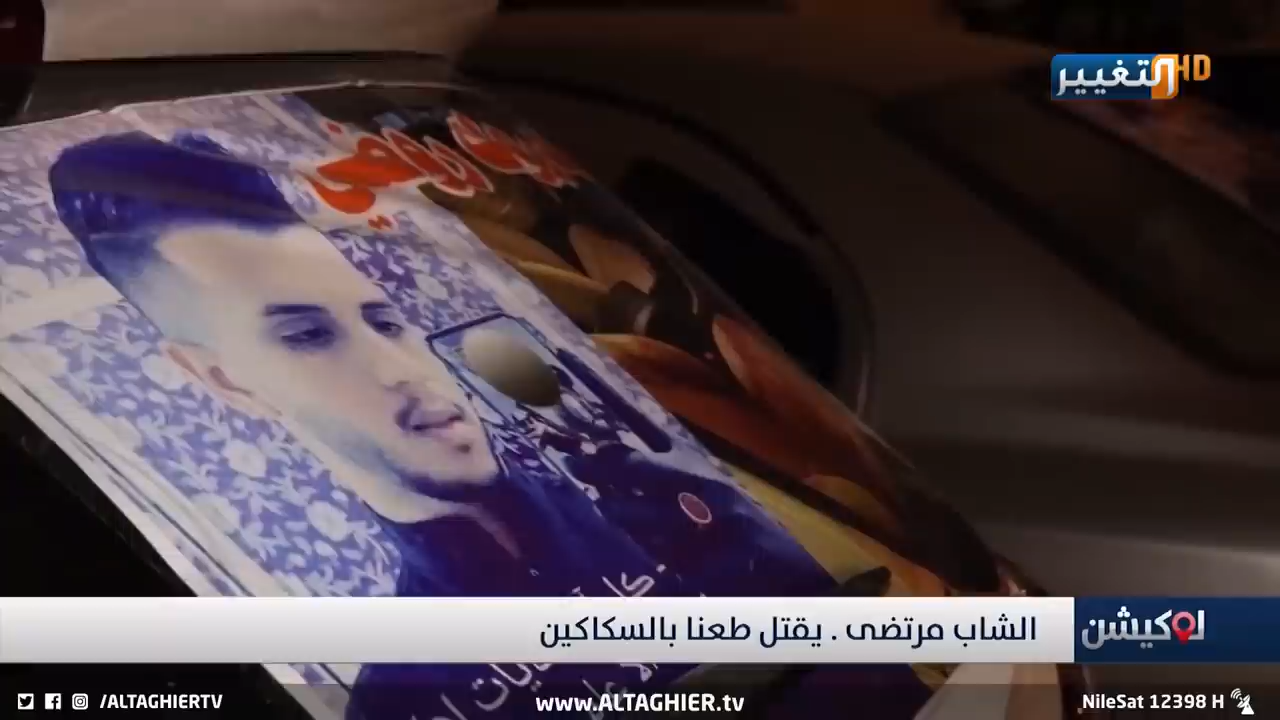 التغيير HD
الشاب مرتضى . يقتل طعنا بالسكاكين
لوكيشن
/ALTAGHIERTV
www.ALTAGHIER.tv
NileSat 12398 H